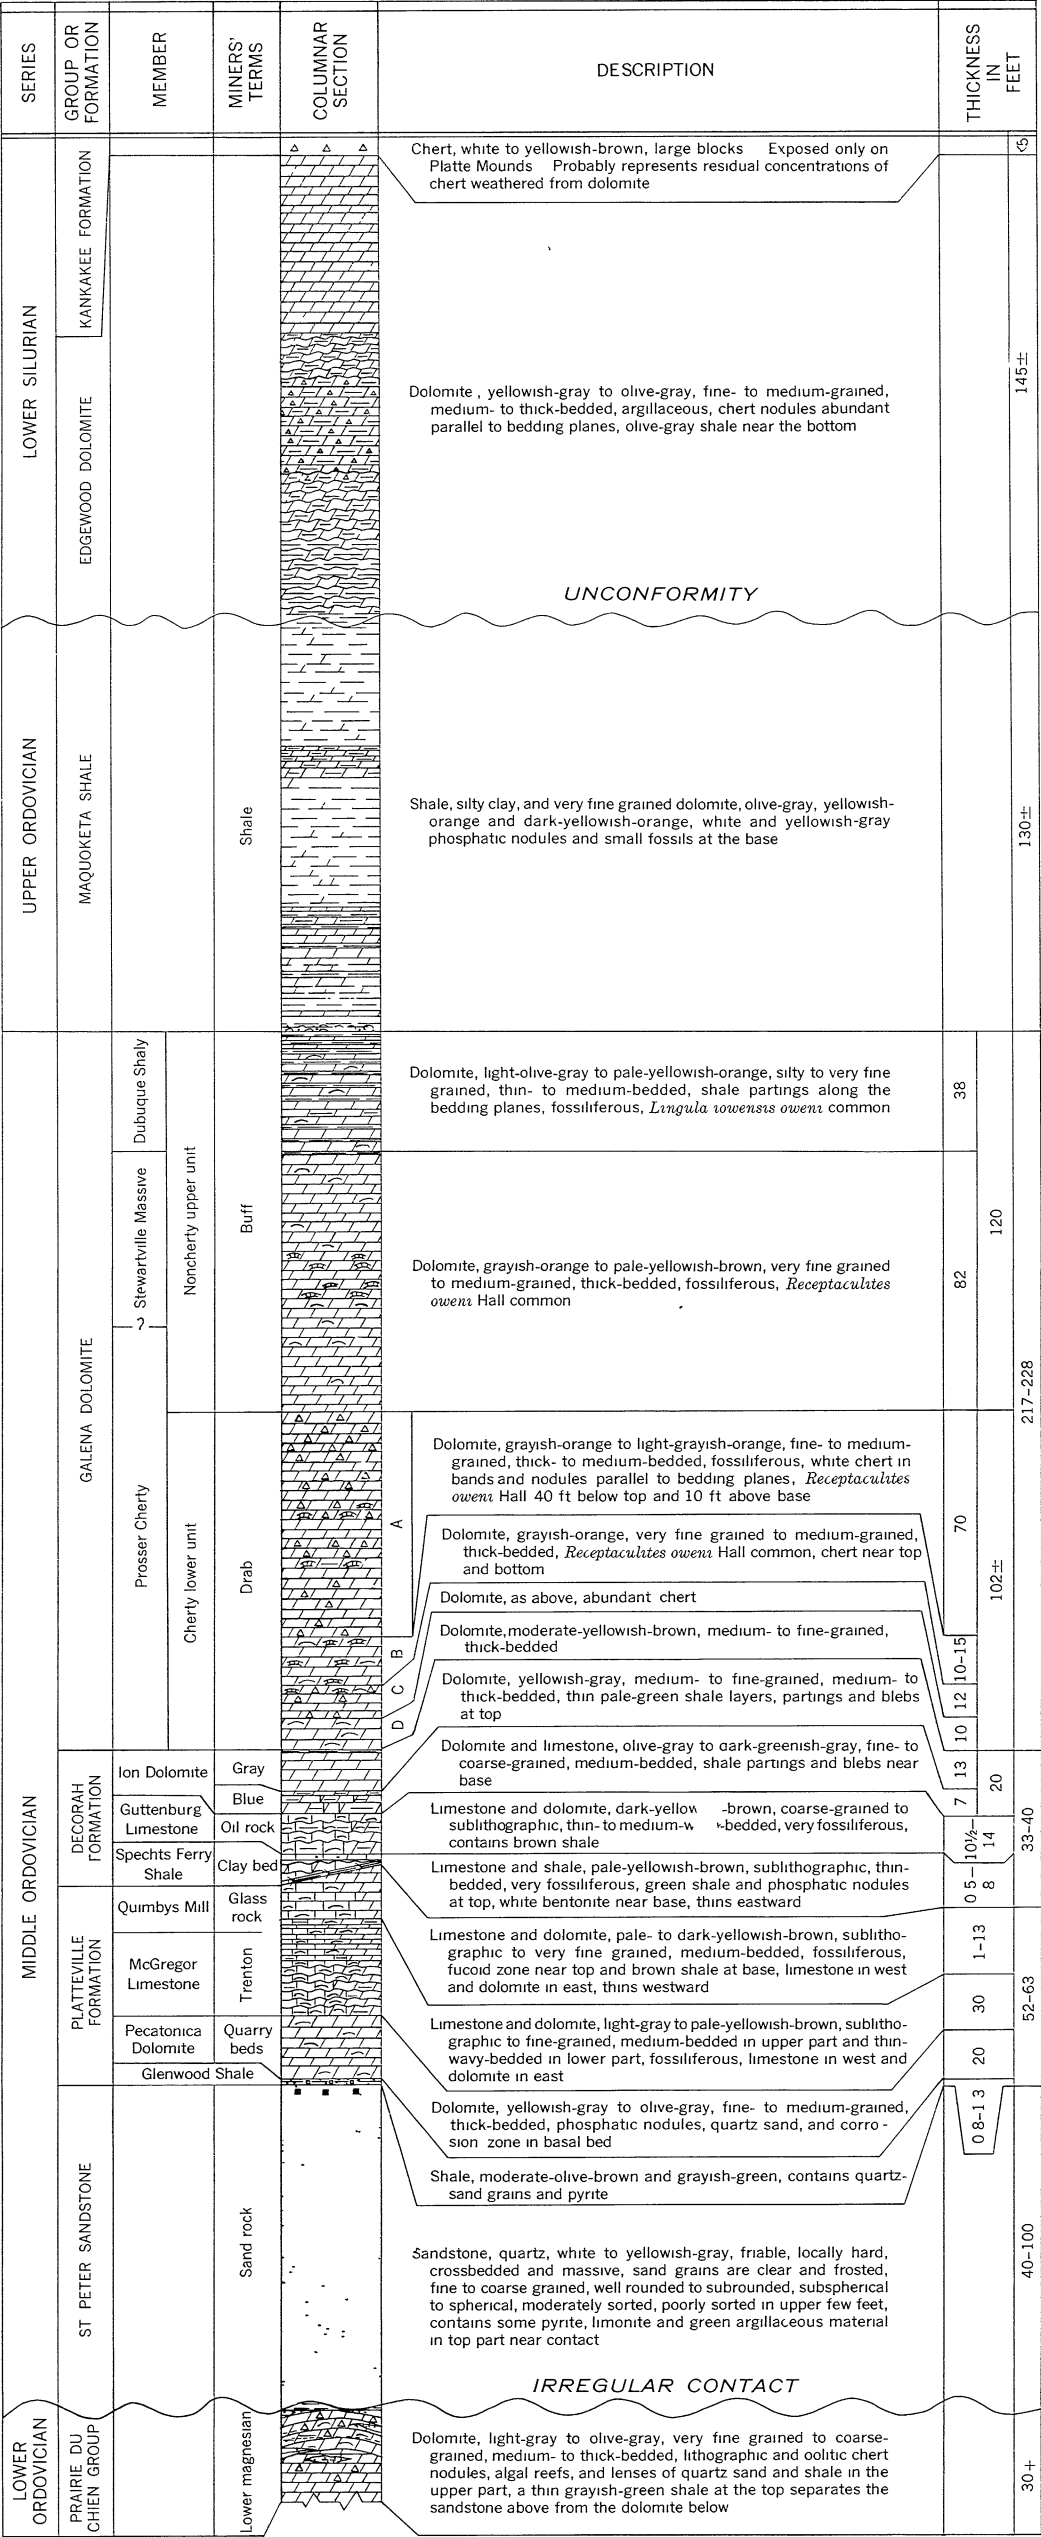 SERIES
GROUP OR
FORMATION
MEMBER
MINERS'
TERMS
COLUMNAR
SECTION
DESCRIPTION
THICKNESS
IN
FEET
LOWER SILURIAN
KANKAKEE FORMATION
Chert, white to yellowish-brown, large blocks Exposed only on
Platte Mounds Probably represents residual concentrations of
chert weathered from dolomite
<5
EDGEWOOD DOLOMITE
Dolomite, yellowish-gray to olive-gray, fine- to medium-grained,
medium- to thick-bedded, argillaceous, chert nodules abundant
parallel to bedding planes, olive-gray shale near the bottom
145±
UNCONFORMITY
UPPER ORDOVICIAN
MAQUOKETA SHALE
Shale
Shale, silty clay, and very fine grained dolomite, olive-gray, yellowish-
orange and dark-yellowish-orange, white and yellowish-gray
phosphatic nodules and small fossils at the base
130±
MIDDLE ORDOVICIAN
GALENA DOLOMITE
Dubuque Shaly
Stewartville Massive
?
Prosser Cherty
Noncherty upper unit
Cherty lower unit
Buff
Drab
Dolomite, light-olive-gray to pale-yellowish-orange, silty to very fine
grained, thin- to medium-bedded, shale partings along the
bedding planes, fossiliferous, Lingula iowensis oweni common
38
Dolomite, grayish-orange to pale-yellowish-brown, very fine grained
to medium-grained, thick-bedded, fossiliferous, Receptaculites
oweni Hall common
82
120
217-228
A
Dolomite, grayish-orange to light-grayish-orange, fine- to medium-
grained, thick- to medium-bedded, fossiliferous, white chert in
bands and nodules parallel to bedding planes, Receptaculites
oweni Hall 40 ft below top and 10 ft above base
70
102±
B
Dolomite, grayish-orange, very fine grained to medium-grained,
thick-bedded, Receptaculites oweni Hall common, chert near top
and bottom
10-15
C
Dolomite, as above, abundant chert
12
D
Dolomite, moderate-yellowish-brown, medium- to fine-grained,
thick-bedded
10
DECORAH
FORMATION
Ion Dolomite
Gray
Dolomite, yellowish-gray, medium- to fine-grained, medium- to
thick-bedded, thin pale-green shale layers, partings and blebs
at top
13
Blue
Dolomite and limestone, olive-gray to dark-greenish-gray, fine- to
coarse-grained, medium-bedded, shale partings and blebs near
base
7
20
33-40
Guttenburg
Limestone
Oil rock
Limestone and dolomite, dark-yellow -brown, coarse-grained to
sublithographic, thin- to medium-w -bedded, very fossiliferous,
contains brown shale
10½-
14
Spechts Ferry
Shale
Clay bed
Limestone and shale, pale-yellowish-brown, sublithographic, thin-
bedded, very fossiliferous, green shale and phosphatic nodules
at top, white bentonite near base, thins eastward
0 5-
8
PLATTEVILLE
FORMATION
Quimbys Mill
Glass
rock
Limestone and dolomite, pale- to dark-yellowish-brown, sublitho-
graphic to very fine grained, medium-bedded, fossiliferous,
fucoid zone near top and brown shale at base, limestone in west
and dolomite in east, thins westward
1-13
McGregor
Limestone
Trenton
Limestone and dolomite, light-gray to pale-yellowish-brown, sublitho-
graphic to fine-grained, medium-bedded in upper part and thin-
wavy-bedded in lower part, fossiliferous, limestone in west and
dolomite in east
30
52-63
Pecatonica
Dolomite
Quarry
beds
Dolomite, yellowish-gray to olive-gray, fine- to medium-grained,
thick-bedded, phosphatic nodules, quartz sand, and corro-
sion zone in basal bed
20
Glenwood Shale
Shale, moderate-olive-brown and grayish-green, contains quartz-
sand grains and pyrite
0 8-1 3
ST PETER SANDSTONE
Sand rock
Sandstone, quartz, white to yellowish-gray, friable, locally hard,
crossbedded and massive, sand grains are clear and frosted,
fine to coarse grained, well rounded to subrounded, subspherical
to spherical, moderately sorted, poorly sorted in upper few feet,
contains some pyrite, limonite and green argillaceous material
in top part near contact
40-100
IRREGULAR CONTACT
LOWER
ORDOVICIAN
PRAIRIE DU
CHIEN GROUP
Lower magnesian
Dolomite, light-gray to olive-gray, very fine grained to coarse-
grained, medium- to thick-bedded, lithographic and oolitic chert
nodules, algal reefs, and lenses of quartz sand and shale in the
upper part, a thin grayish-green shale at the top separates the
sandstone above from the dolomite below
30+